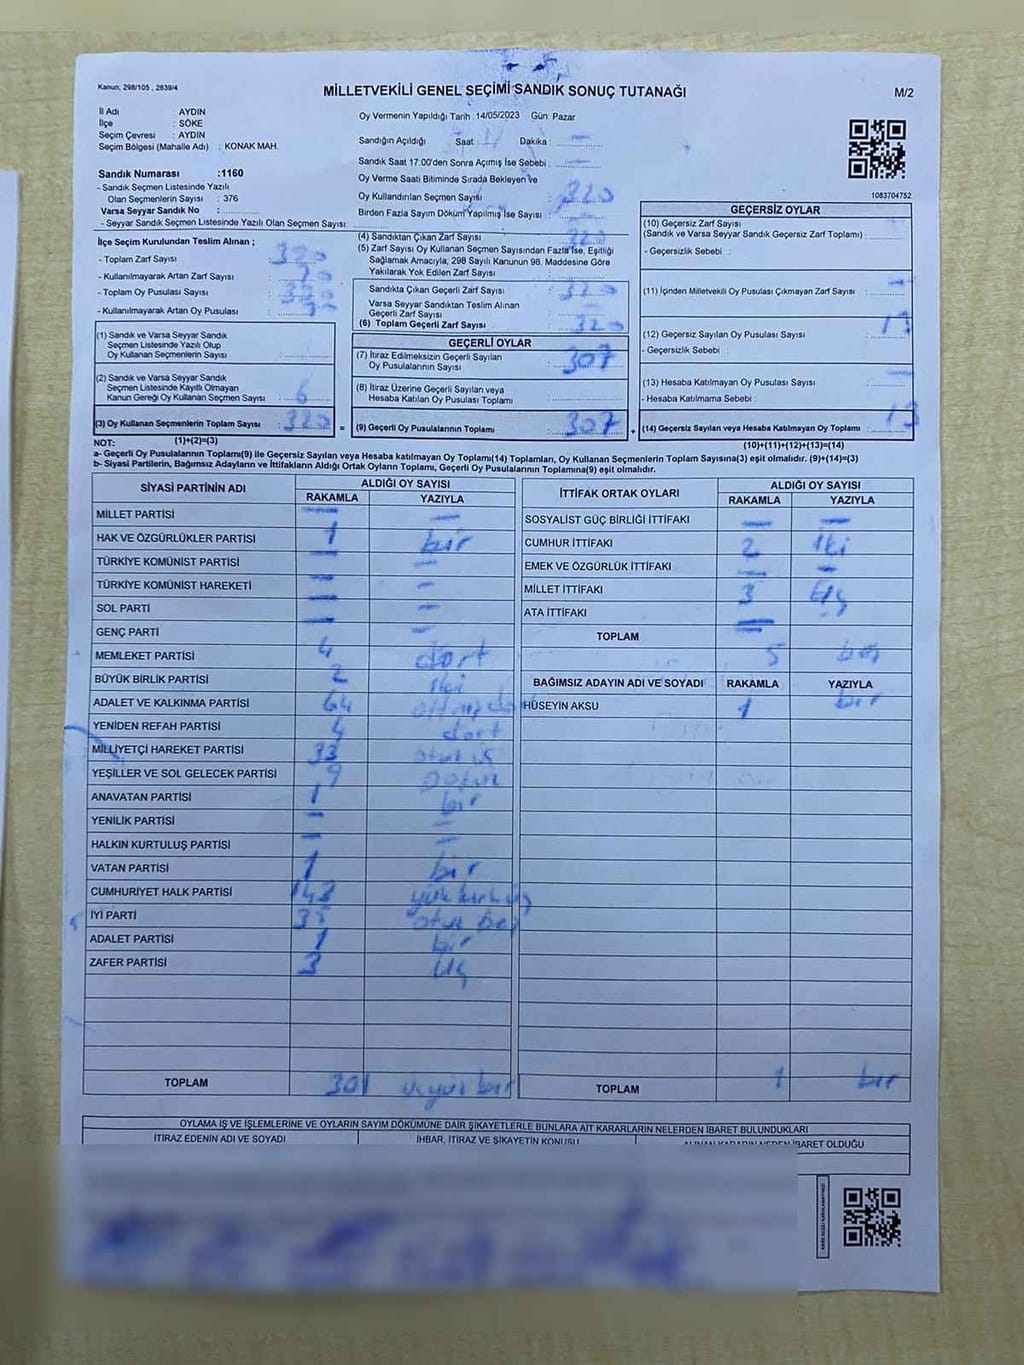 Kanun; 298/105 , 2839/4
MİLLETVEKİLİ GENEL SEÇİMİ SANDIK SONUÇ TUTANAĞI
M/2
İl Adı : AYDIN
İlçe : SÖKE
Seçim Çevresi : AYDIN
Seçim Bölgesi (Mahalle Adı) : KONAK MAH.
Oy Vermenin Yapıldığı Tarih : 14/05/2023 Gün: Pazar
Sandığın Açıldığı Saat: Dakika : —
Sandık Saat 17:00'den Sonra Açımış İse Sebebi : —
Oy Verme Saati Bitiminde Sırada Bekleyen ve
Oy Kullandırılan Seçmen Sayısı : 320
Birden Fazla Sayım Dökümü Yapılmış İse Sayısı :
Sandık Numarası :1160
- Sandık Seçmen Listesinde Yazılı
Olan Seçmenlerin Sayısı : 376
Varsa Seyyar Sandık No :
- Seyyar Sandık Seçmen Listesinde Yazılı Olan Seçmen Sayısı:
1083704752
İlçe Seçim Kurulundan Teslim Alınan ;
- Toplam Zarf Sayısı :
- Kullanılmayarak Artan Zarf Sayısı :
- Toplam Oy Pusulası Sayısı :
- Kullanılmayarak Artan Oy Pusulası :
(1) Sandık ve Varsa Seyyar Sandık
Seçmen Listesinde Yazılı Olup
Oy Kullanan Seçmenlerin Sayısı :
(2) Sandık ve Varsa Seyyar Sandık
Seçmen Listesinde Kayıtlı Olmayan
Kanun Gereği Oy Kullanan Seçmen Sayısı : 6
(3) Oy Kullanan Seçmenlerin Toplam Sayısı : 320 =
(1)+(2)=(3)
(4) Sandıktan Çıkan Zarf Sayısı : 320
(5) Zarf Sayısı Oy Kullanan Seçmen Sayısından Fazla İse, Eşitliği
Sağlamak Amacıyla; 298 Sayılı Kanunun 98. Maddesine Göre
Yakılarak Yok Edilen Zarf Sayısı :
Sandıkta Çıkan Geçerli Zarf Sayısı : 320
Varsa Seyyar Sandıktan Teslim Alınan
Geçerli Zarf Sayısı :
(6) Toplam Geçerli Zarf Sayısı : 320
GEÇERLİ OYLAR
(7) İtiraz Edilmeksizin Geçerli Sayılan
Oy Pusulalarının Sayısı : 307
(8) İtiraz Üzerine Geçerli Sayılan veya
Hesaba Katılan Oy Pusulası Toplamı :
(9) Geçerli Oy Pusulalarının Toplamı : 307 +
GEÇERSİZ OYLAR
(10) Geçersiz Zarf Sayısı
(Sandık ve Varsa Seyyar Sandık Geçersiz Zarf Toplamı) :
- Geçersizlik Sebebi :
(11) İçinden Milletvekili Oy Pusulası Çıkmayan Zarf Sayısı : —
(12) Geçersiz Sayılan Oy Pusulası Sayısı : 13
- Geçersizlik Sebebi :
(13) Hesaba Katılmayan Oy Pusulası Sayısı : —
- Hesaba Katılmama Sebebi :
(14) Geçersiz Sayılan veya Hesaba Katılmayan Oy Toplamı : 13
(10)+(11)+(12)+(13)=(14)
NOT:
a- Geçerli Oy Pusulaların Toplamı(9) ile Geçersiz Sayılan veya Hesaba katılmayan Oy Toplamı(14) Toplamları, Oy Kullanan Seçmenlerin Toplam Sayısına(3) eşit olmalıdır. (9)+(14)=(3)
b- Siyasi Partilerin, Bağımsız Adayların ve İttifakların Aldığı Ortak Oyların Toplamı, Geçerli Oy Pusulalarının Toplamına(9) eşit olmalıdır.
SİYASİ PARTİNİN ADI ALDIĞI OY SAYISI
RAKAMLA YAZIYLA
MİLLET PARTİSİ — —
HAK VE ÖZGÜRLÜKLER PARTİSİ 1 bir
TÜRKİYE KOMÜNİST PARTİSİ — —
TÜRKİYE KOMÜNİST HAREKETİ — —
SOL PARTİ — —
GENÇ PARTİ —
MEMLEKET PARTİSİ 4 dört
BÜYÜK BİRLİK PARTİSİ 2 iki
ADALET VE KALKINMA PARTİSİ 64
YENİDEN REFAH PARTİSİ 4 dört
MİLLİYETÇİ HAREKET PARTİSİ 33
YEŞİLLER VE SOL GELECEK PARTİSİ 9
ANAVATAN PARTİSİ 1 bir
YENİLİK PARTİSİ — —
HALKIN KURTULUŞ PARTİSİ — —
VATAN PARTİSİ 1 bir
CUMHURİYET HALK PARTİSİ 143
İYİ PARTİ 35 otuz beş
ADALET PARTİSİ 1 bir
ZAFER PARTİSİ 3 üç
TOPLAM 301 üçyüz bir
İTTİFAK ORTAK OYLARI ALDIĞI OY SAYISI
RAKAMLA YAZIYLA
SOSYALİST GÜÇ BİRLİĞİ İTTİFAKI — —
CUMHUR İTTİFAKI 2 iki
EMEK VE ÖZGÜRLÜK İTTİFAKI — —
MİLLET İTTİFAKI 3 üç
ATA İTTİFAKI — —
TOPLAM 5 beş
BAĞIMSIZ ADAYIN ADI VE SOYADI RAKAMLA YAZIYLA
HÜSEYİN AKSU 1 bir
TOPLAM 1 bir
OYLAMA İŞ VE İŞLEMLERİNE VE OYLARIN SAYIM DÖKÜMÜNE DAİR ŞİKAYETLERLE BUNLARA AİT KARARLARIN NELERDEN İBARET BULUNDUKLARI
İTİRAZ EDENİN ADI VE SOYADI İHBAR, İTİRAZ VE ŞİKAYETİN KONUSU ALINAN KARARIN NEDEN İBARET OLDUĞU